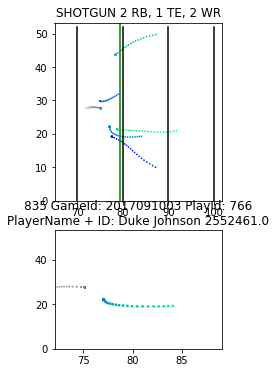 SHOTGUN 2 RB, 1 TE, 2 WR
50
40
30
20
10
0
70 80 90 100
835 GameId: 2017091003 PlayId: 766
PlayerName + ID: Duke Johnson 2552461.0
40
20
0
75 80 85